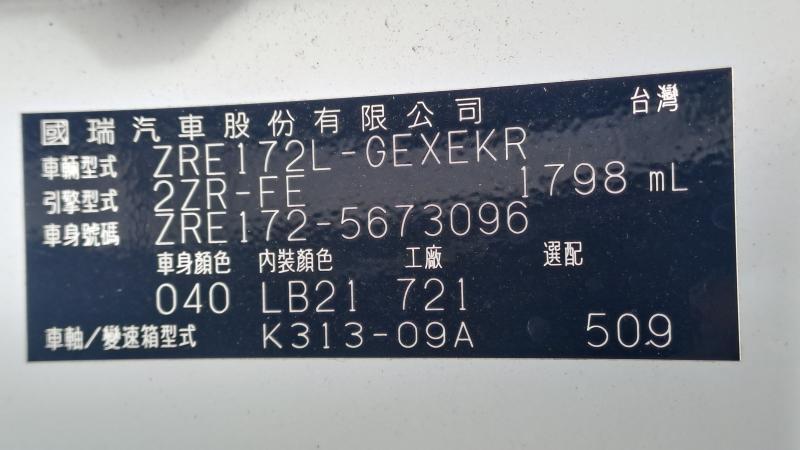 國瑞汽車股份有限公司 台灣
車輛型式 ZRE172L-GEXEKR
引擎型式 2ZR-FE 1798 mL
車身號碼 ZRE172-5673096
車身顏色 內裝顏色 工廠 選配
040 LB21 721
車軸/變速箱型式 K313-09A 509